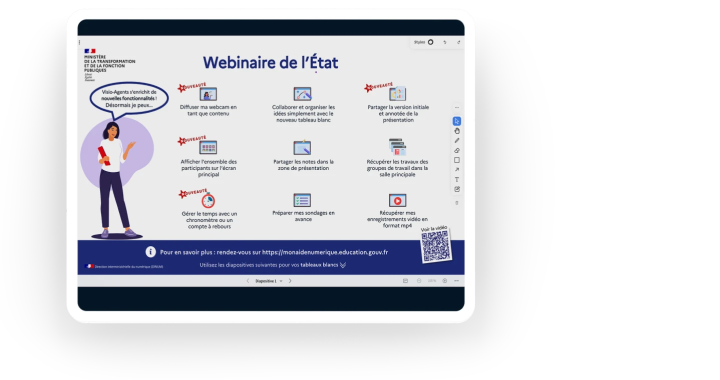 MINISTÈRE
DE LA TRANSFORMATION
ET DE LA FONCTION
PUBLIQUES
Webinaire de l'État
Visio-Agents s'enrichit de
nouvelles fonctionnalités !
Désormais je peux...
NOUVEAUTÉ
Diffuser ma webcam en
tant que contenu
Collaborer et organiser les
idées simplement avec le
nouveau tableau blanc
NOUVEAUTÉ
Partager la version initiale
et annotée de la
présentation
NOUVEAUTÉ
Afficher l'ensemble des
participants sur l'écran
principal
Partager les notes dans la
zone de présentation
Récupérer les travaux des
groupes de travail dans la
salle principale
NOUVEAUTÉ
Gérer le temps avec un
chronomètre ou un
compte à rebours
Préparer mes sondages en
avance
Récupérer mes
enregistrements vidéo en
format mp4
Voir la vidéo
Pour en savoir plus : rendez-vous sur https://monaidenumerique.education.gouv.fr
Utilisez les diapositives suivantes pour vos tableaux blancs
Diapositive 1